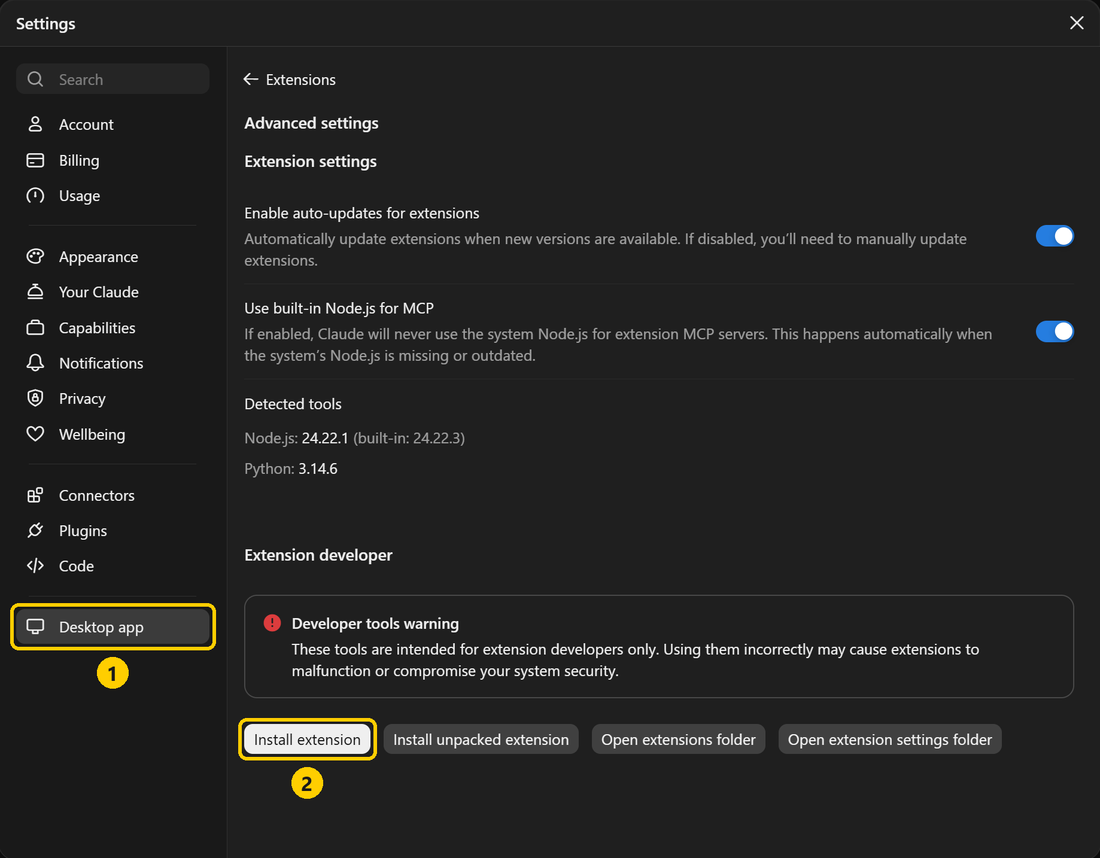 Settings
Search
Account
Billing
Usage
Appearance
Your Claude
Capabilities
Notifications
Privacy
Wellbeing
Connectors
Plugins
Code
Desktop app
1
Extensions
Advanced settings
Extension settings
Enable auto-updates for extensions
Automatically update extensions when new versions are available. If disabled, you’ll need to manually update
extensions.
Use built-in Node.js for MCP
If enabled, Claude will never use the system Node.js for extension MCP servers. This happens automatically when
the system’s Node.js is missing or outdated.
Detected tools
Node.js: 24.22.1 (built-in: 24.22.3)
Python: 3.14.6
Extension developer
Developer tools warning
These tools are intended for extension developers only. Using them incorrectly may cause extensions to
malfunction or compromise your system security.
Install extension Install unpacked extension Open extensions folder Open extension settings folder
2